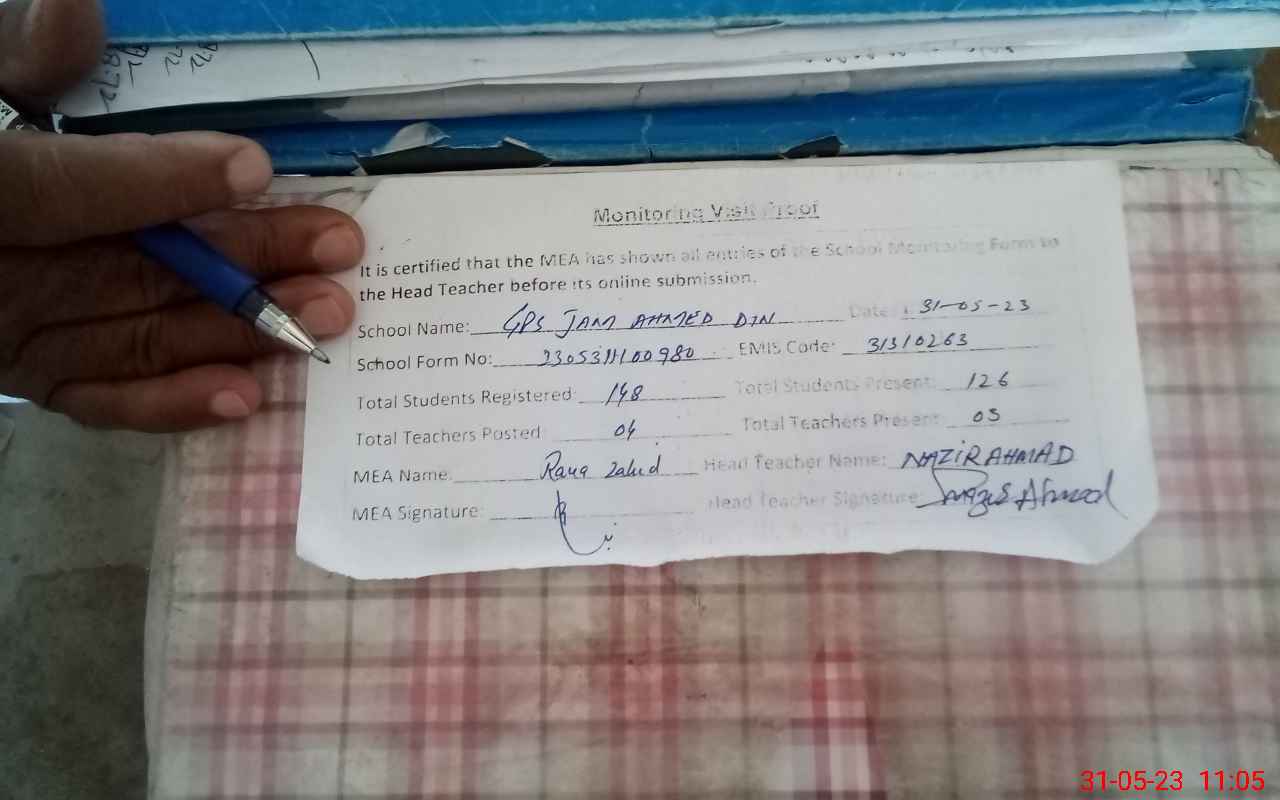 Monitoring Visit Proof
It is certified that the MEA has shown all entries of the School Monitoring Form to
the Head Teacher before its online submission.
School Name: GPS JAM AHMED DIN Date: 31-05-23
School Form No: 2305311100980 EMIS Code: 31310263
Total Students Registered: 148 Total Students Present: 126
Total Teachers Posted: 04 Total Teachers Present: 03
MEA Name: Rana Zahid Head Teacher Name: NAZIR AHMAD
MEA Signature: Head Teacher Signature: Nazir Ahmad
31-05-23 11:05